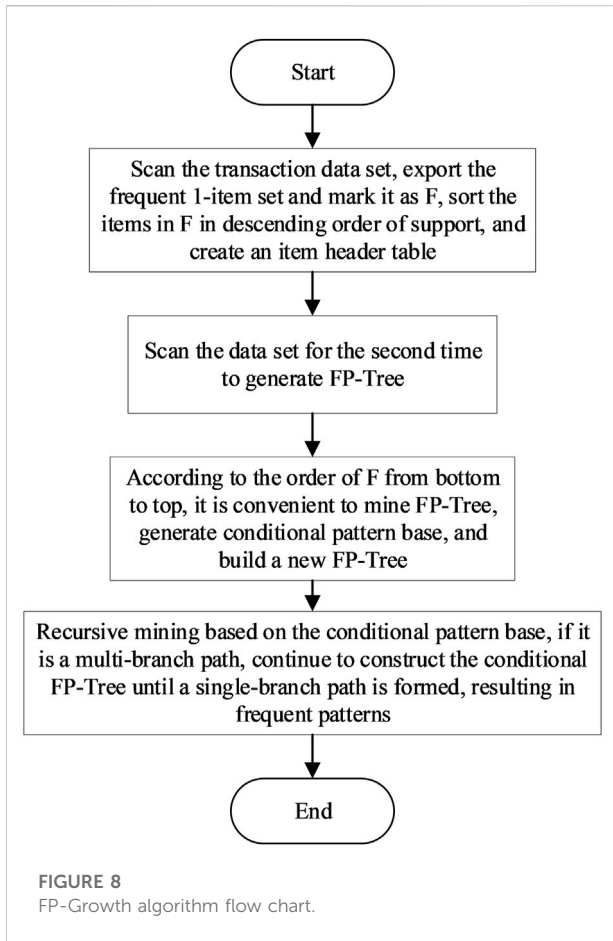 Start
Scan the transaction data set, export the
frequent 1-item set and mark it as F, sort the
items in F in descending order of support, and
create an item header table
Scan the data set for the second time
to generate FP-Tree
According to the order of F from bottom
to top, it is convenient to mine FP-Tree,
generate conditional pattern base, and
build a new FP-Tree
Recursive mining based on the conditional pattern base, if it
is a multi-branch path, continue to construct the conditional
FP-Tree until a single-branch path is formed, resulting in
frequent patterns
End
FIGURE 8
FP-Growth algorithm flow chart.